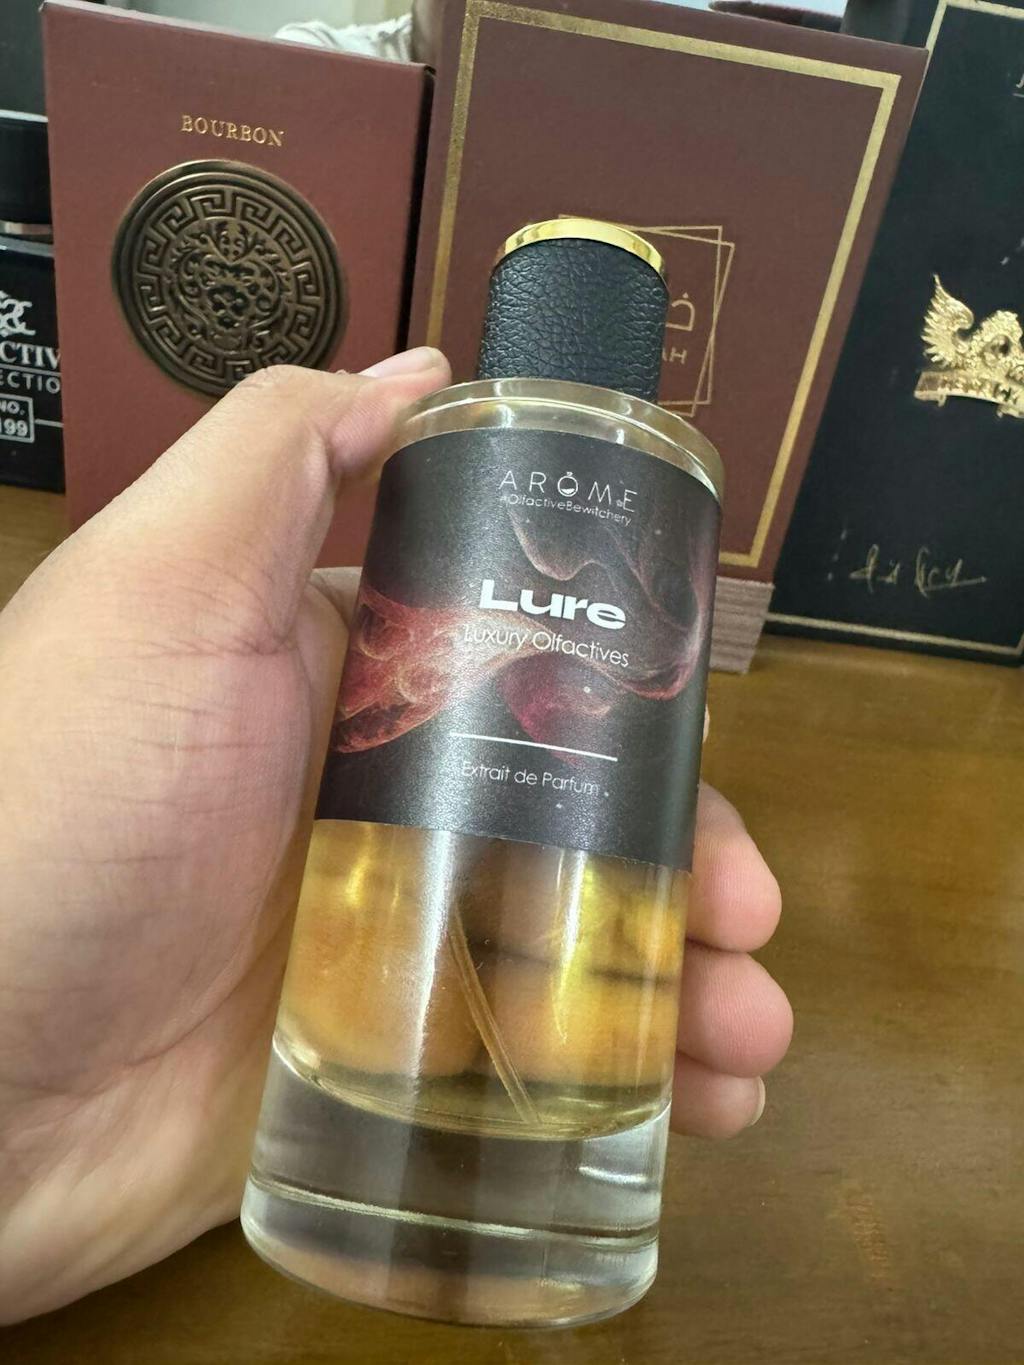 BOURBON
NO.
199
AROME
#OlfactiveBewitchery
Lure
Luxury Olfactives
Extrait de Parfum